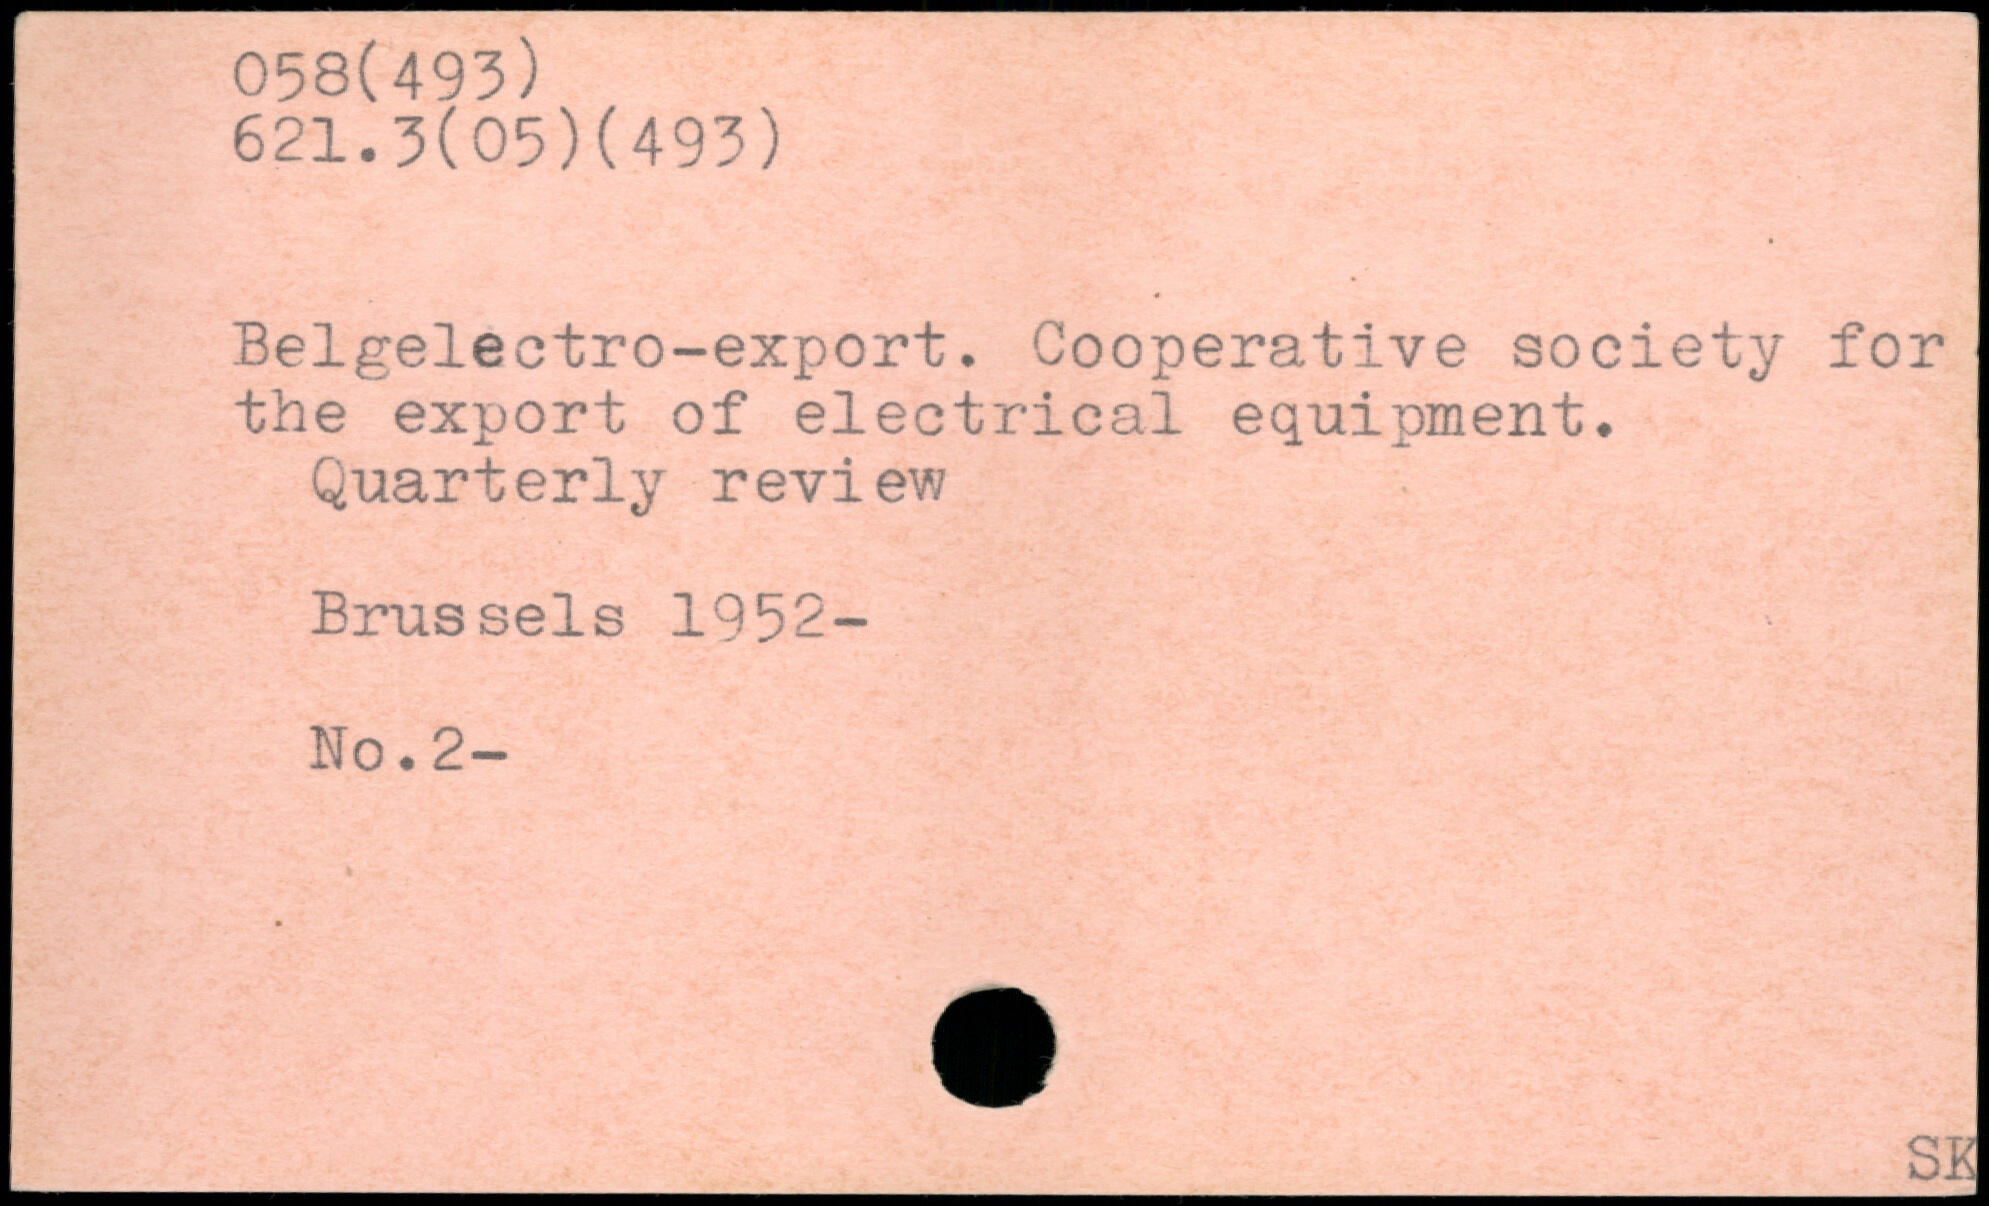 058(493)
621.3(05)(493)
Belgelectro-export. Cooperative society for
the export of electrical equipment.
Quarterly review
Brussels 1952-
No.2-
SK